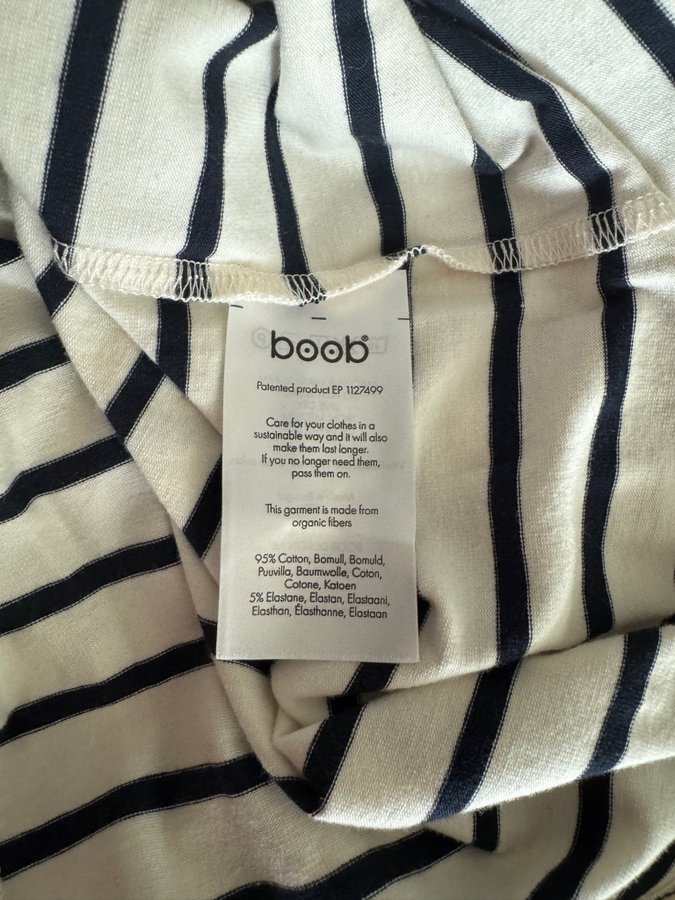 boob®
Patented product EP 1127499
Care for your clothes in a
sustainable way and it will also
make them last longer.
If you no longer need them,
pass them on.
This garment is made from
organic fibers
95% Cotton, Bomull, Bomuld,
Puuvilla, Baumwolle, Coton,
Cotone, Katoen
5% Elastane, Elastan, Elastaani,
Elasthan, Élasthanne, Elastaan